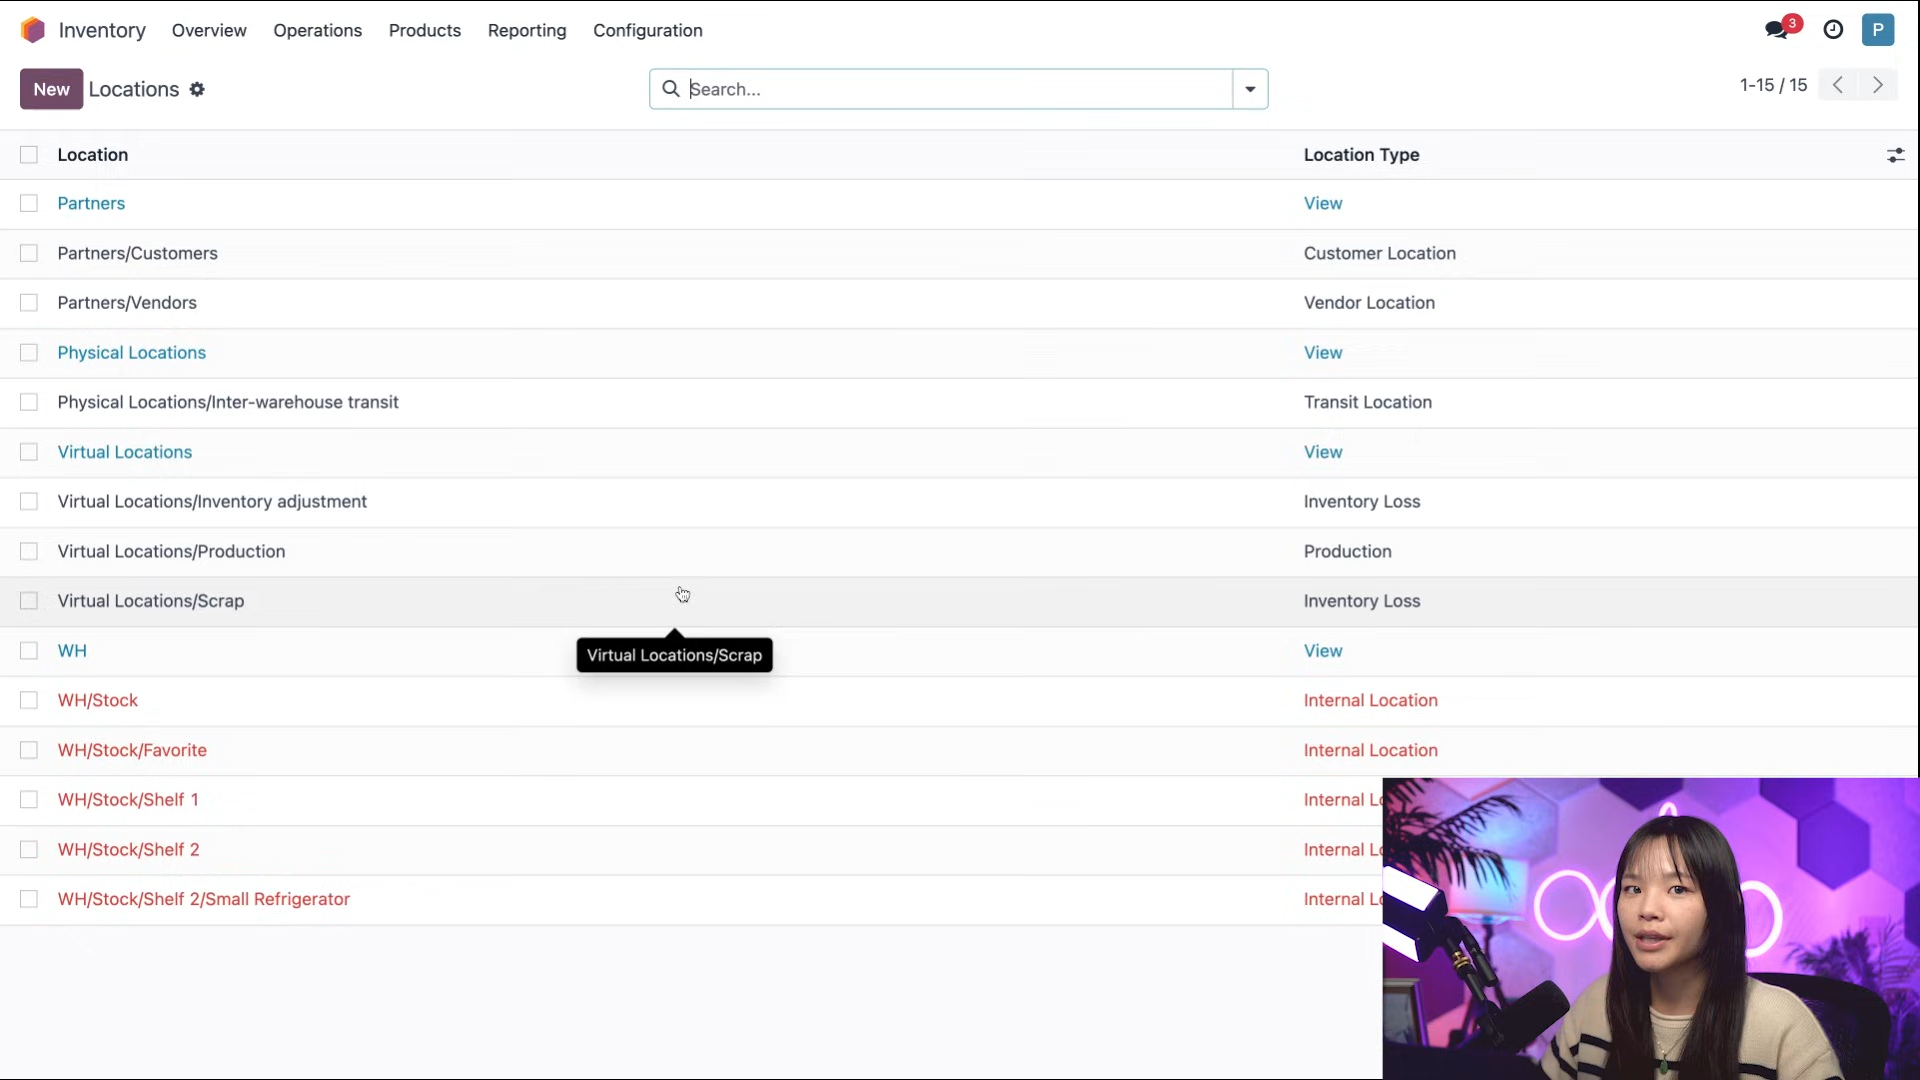 Inventory Overview Operations Products Reporting Configuration 3 P
New Locations Search... 1-15 / 15
Location Location Type
Partners View
Partners/Customers Customer Location
Partners/Vendors Vendor Location
Physical Locations View
Physical Locations/Inter-warehouse transit Transit Location
Virtual Locations View
Virtual Locations/Inventory adjustment Inventory Loss
Virtual Locations/Production Production
Virtual Locations/Scrap Inventory Loss
WH View
Virtual Locations/Scrap
WH/Stock Internal Location
WH/Stock/Favorite Internal Location
WH/Stock/Shelf 1 Internal
WH/Stock/Shelf 2 Internal
WH/Stock/Shelf 2/Small Refrigerator Internal